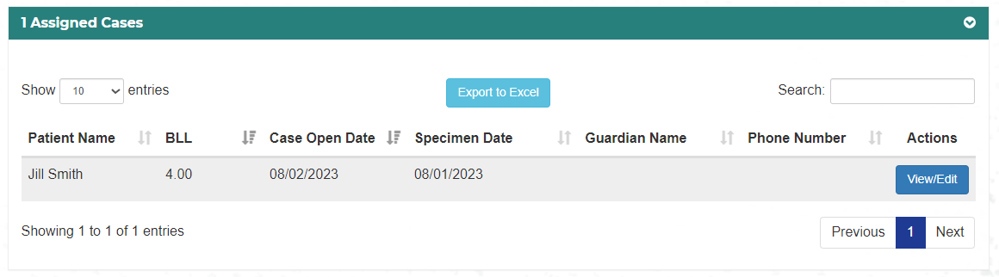 1 Assigned Cases
Show 10 entries Export to Excel Search:
Patient Name BLL Case Open Date Specimen Date Guardian Name Phone Number Actions
Jill Smith 4.00 08/02/2023 08/01/2023 View/Edit
Showing 1 to 1 of 1 entries Previous 1 Next